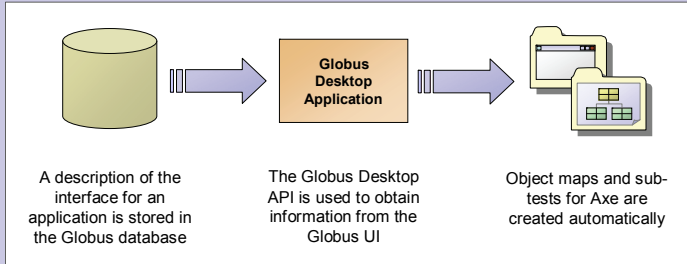 Globus
Desktop
Application
A description of the
interface for an
application is stored in
the Globus database
The Globus Desktop
API is used to obtain
information from the
Globus UI
Object maps and sub-
tests for Axe are
created automatically